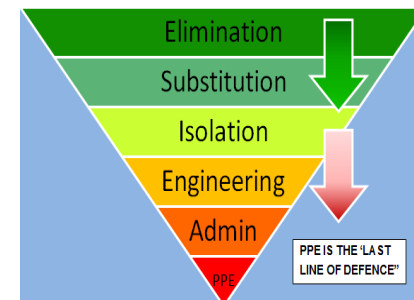 Elimination
Substitution
Isolation
Engineering
Admin
PPE
PPE IS THE 'LAST
LINE OF DEFENCE"